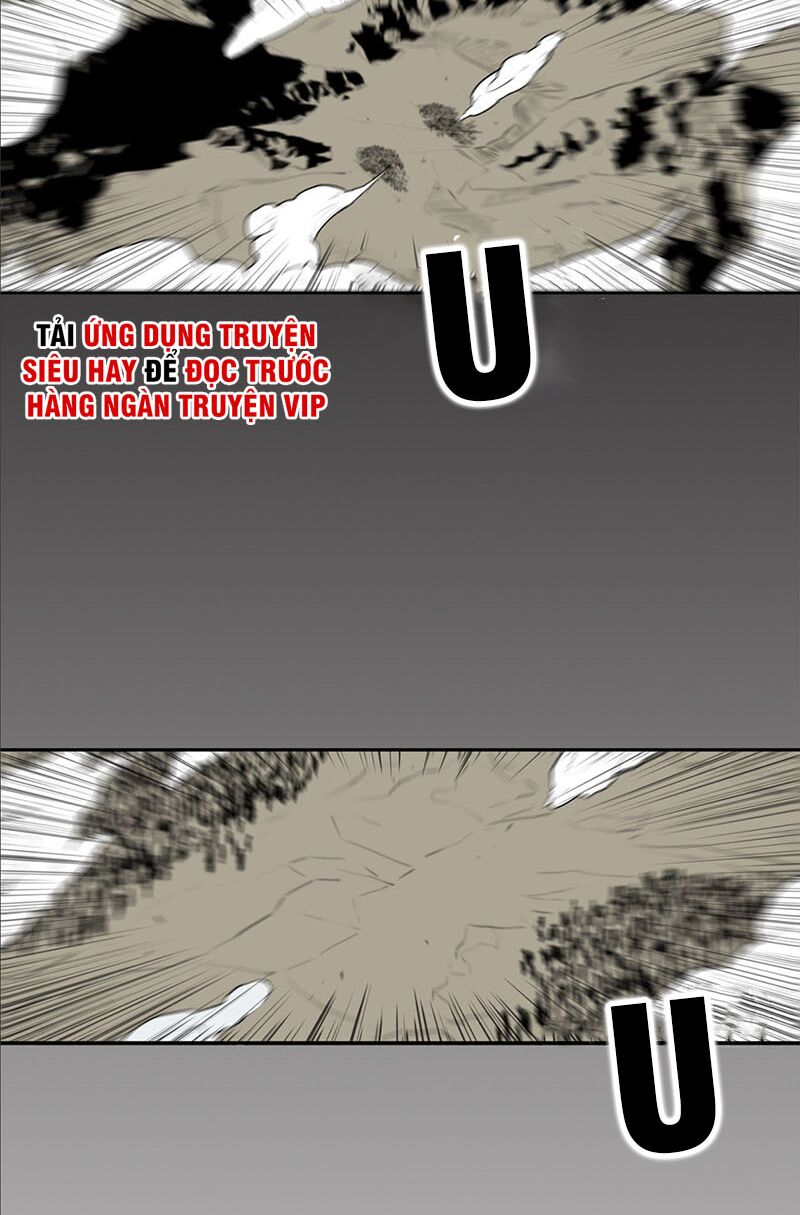 U
TẢI ỨNG DỤNG TRUYỆN
SIÊU HAY ĐỂ ĐỌC TRƯỚC
HÀNG NGÀN TRUYỆN VIP
U